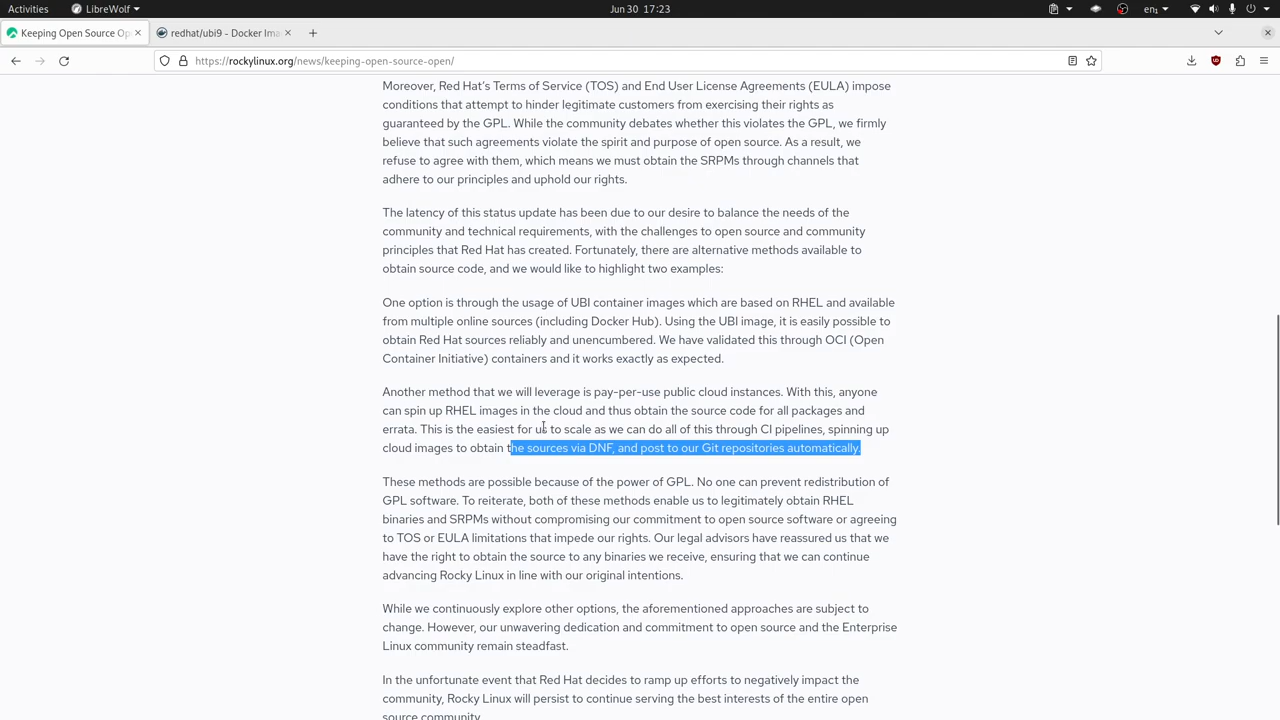 Activities
LibreWolf
Jun 30 17:23
en₁
Keeping Open Source Op
redhat/ubi9 - Docker Ima
https://rockylinux.org/news/keeping-open-source-open/
Moreover, Red Hat’s Terms of Service (TOS) and End User License Agreements (EULA) impose
conditions that attempt to hinder legitimate customers from exercising their rights as
guaranteed by the GPL. While the community debates whether this violates the GPL, we firmly
believe that such agreements violate the spirit and purpose of open source. As a result, we
refuse to agree with them, which means we must obtain the SRPMs through channels that
adhere to our principles and uphold our rights.
The latency of this status update has been due to our desire to balance the needs of the
community and technical requirements, with the challenges to open source and community
principles that Red Hat has created. Fortunately, there are alternative methods available to
obtain source code, and we would like to highlight two examples:
One option is through the usage of UBI container images which are based on RHEL and available
from multiple online sources (including Docker Hub). Using the UBI image, it is easily possible to
obtain Red Hat sources reliably and unencumbered. We have validated this through OCI (Open
Container Initiative) containers and it works exactly as expected.
Another method that we will leverage is pay-per-use public cloud instances. With this, anyone
can spin up RHEL images in the cloud and thus obtain the source code for all packages and
errata. This is the easiest for us to scale as we can do all of this through CI pipelines, spinning up
cloud images to obtain the sources via DNF, and post to our Git repositories automatically.
These methods are possible because of the power of GPL. No one can prevent redistribution of
GPL software. To reiterate, both of these methods enable us to legitimately obtain RHEL
binaries and SRPMs without compromising our commitment to open source software or agreeing
to TOS or EULA limitations that impede our rights. Our legal advisors have reassured us that we
have the right to obtain the source to any binaries we receive, ensuring that we can continue
advancing Rocky Linux in line with our original intentions.
While we continuously explore other options, the aforementioned approaches are subject to
change. However, our unwavering dedication and commitment to open source and the Enterprise
Linux community remain steadfast.
In the unfortunate event that Red Hat decides to ramp up efforts to negatively impact the
community, Rocky Linux will persist to continue serving the best interests of the entire open
source community.